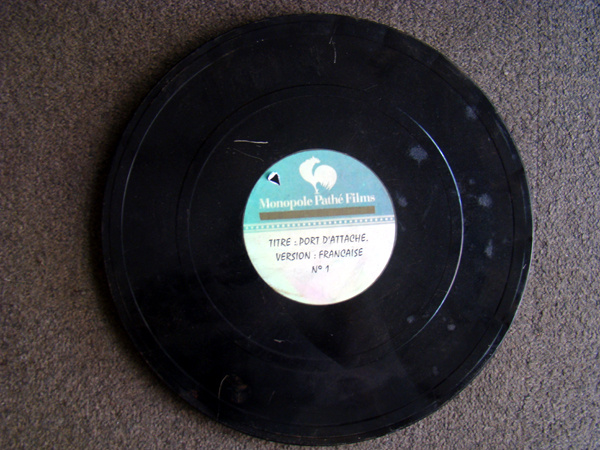 Monopole Pathé Films
TITRE : PORT D'ATTACHE.
VERSION : FRANCAISE
N° 1